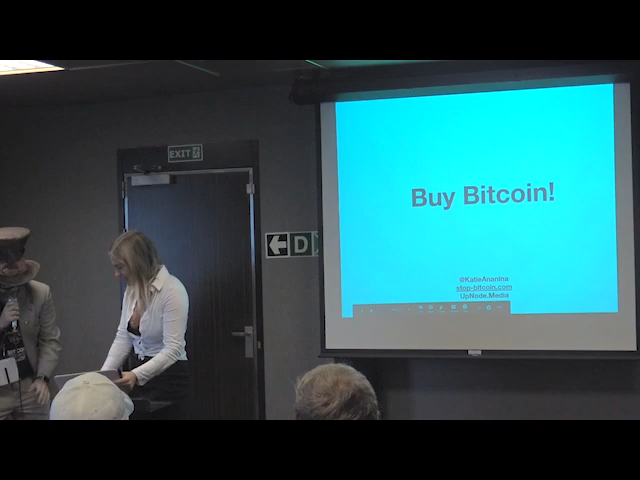 EXIT
D
Buy Bitcoin!
@KatieAnanina
stop-bitcoin.com
UpNode.Media